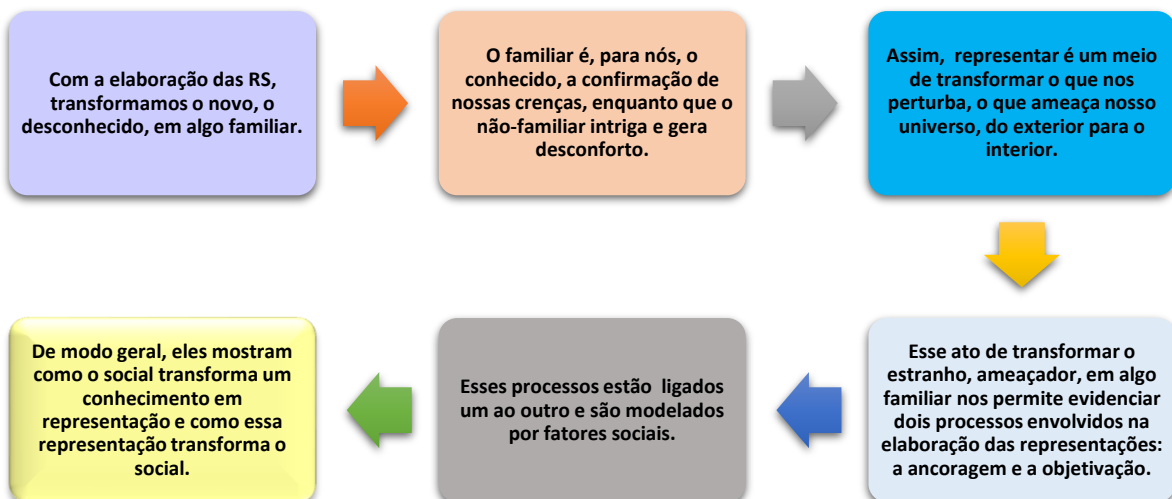 Com a elaboração das RS,
transformamos o novo, o
desconhecido, em algo familiar.
O familiar é, para nós, o
conhecido, a confirmação de
nossas crenças, enquanto que o
não-familiar intriga e gera
desconforto.
Assim, representar é um meio
de transformar o que nos
perturba, o que ameaça nosso
universo, do exterior para o
interior.
Esse ato de transformar o
estranho, ameaçador, em algo
familiar nos permite evidenciar
dois processos envolvidos na
elaboração das representações:
a ancoragem e a objetivação.
Esses processos estão ligados
um ao outro e são modelados
por fatores sociais.
De modo geral, eles mostram
como o social transforma um
conhecimento em
representação e como essa
representação transforma o
social.